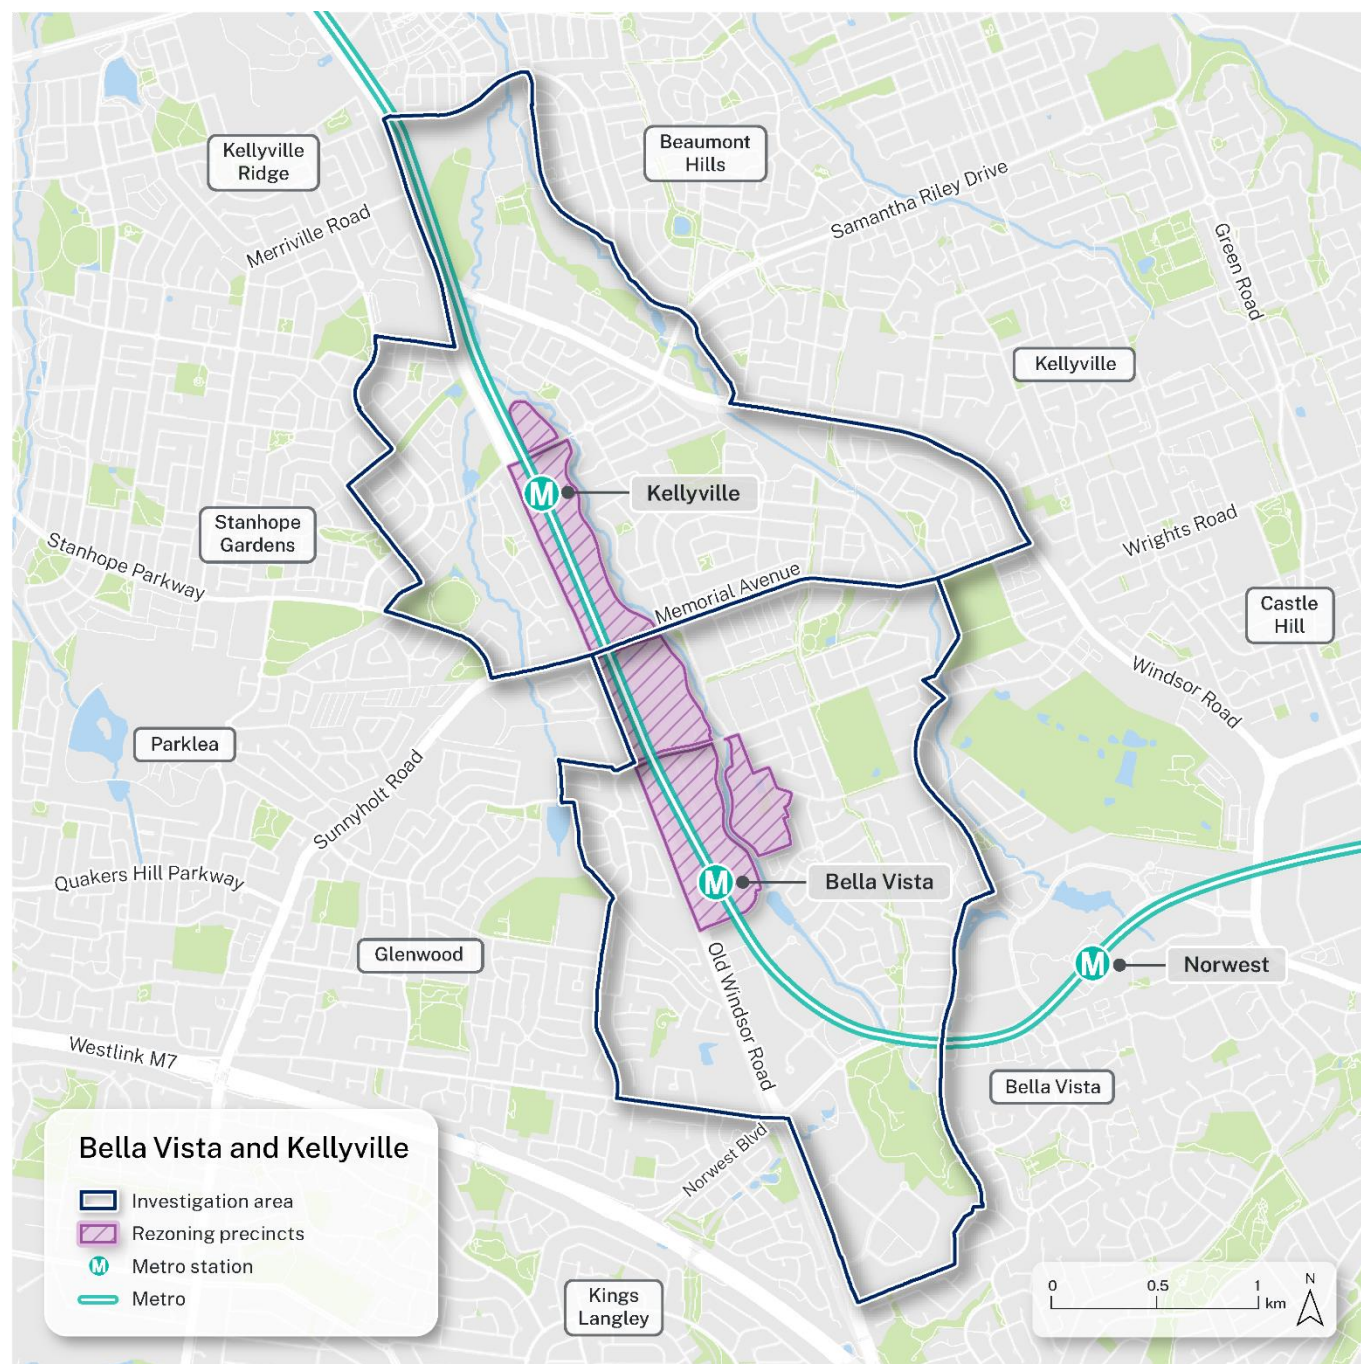 Kellyville
Ridge
Beaumont
Hills
Samantha Riley Drive
Merriville Road
Green Road
Kellyville
M
Kellyville
Stanhope
Gardens
Wrights Road
Stanhope Parkway
Memorial Avenue
Castle
Hill
Windsor Road
Parklea
Sunnyholt Road
Quakers Hill Parkway
M
Bella Vista
Glenwood
Old Windsor Road
M
Norwest
Westlink M7
Bella Vista
Norwest Blvd
Kings
Langley
Bella Vista and Kellyville
Investigation area
Rezoning precincts
M
Metro station
Metro
0
0.5
1
km
N